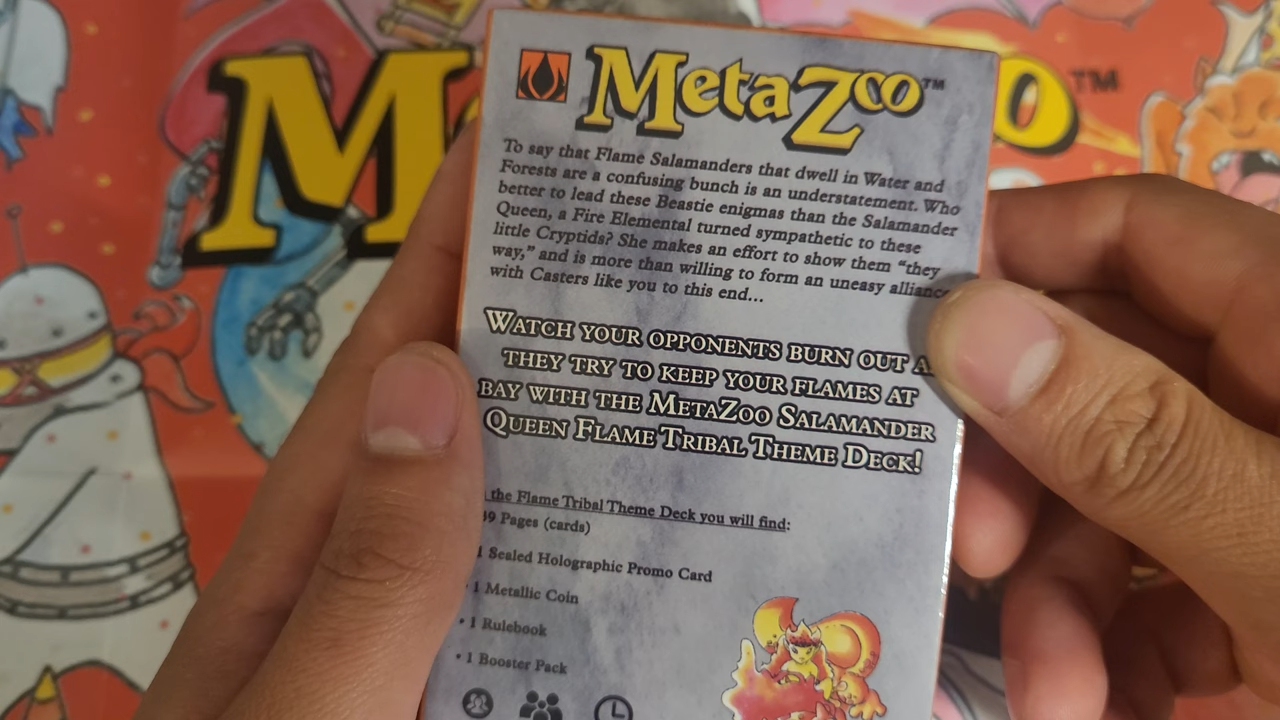 MetaZoo™
To say that Flame Salamanders that dwell in Water and
Forests are a confusing bunch is an understatement. Who
better to lead these Beastie enigmas than the Salamander
Queen, a Fire Elemental turned sympathetic to these
little Cryptids? She makes an effort to show them “they
way,” and is more than willing to form an uneasy alliance
with Casters like you to this end...
WATCH YOUR OPPONENTS BURN OUT A
THEY TRY TO KEEP YOUR FLAMES AT
BAY WITH THE METAZOO SALAMANDER
QUEEN FLAME TRIBAL THEME DECK!
the Flame Tribal Theme Deck you will find:
39 Pages (cards)
1 Sealed Holographic Promo Card
• 1 Metallic Coin
• 1 Rulebook
• 1 Booster Pack
M
O™